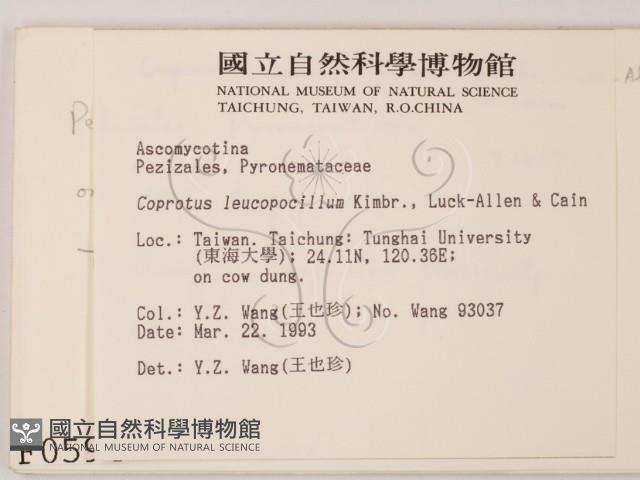 國立自然科學博物館
NATIONAL MUSEUM OF NATURAL SCIENCE
TAICHUNG, TAIWAN, R.O.CHINA
Ascomycotina
Pezizales, Pyronemataceae
Coprotus leucopocillum Kimbr., Luck-Allen & Cain
Loc.: Taiwan. Taichung: Tunghai University
(東海大學); 24.11N, 120.36E;
on cow dung.
Col.: Y.Z. Wang(王也珍); No. Wang 93037
Date: Mar. 22. 1993
Det.: Y.Z. Wang(王也珍)
國立自然科學博物館
NATIONAL MUSEUM OF NATURAL SCIENCE